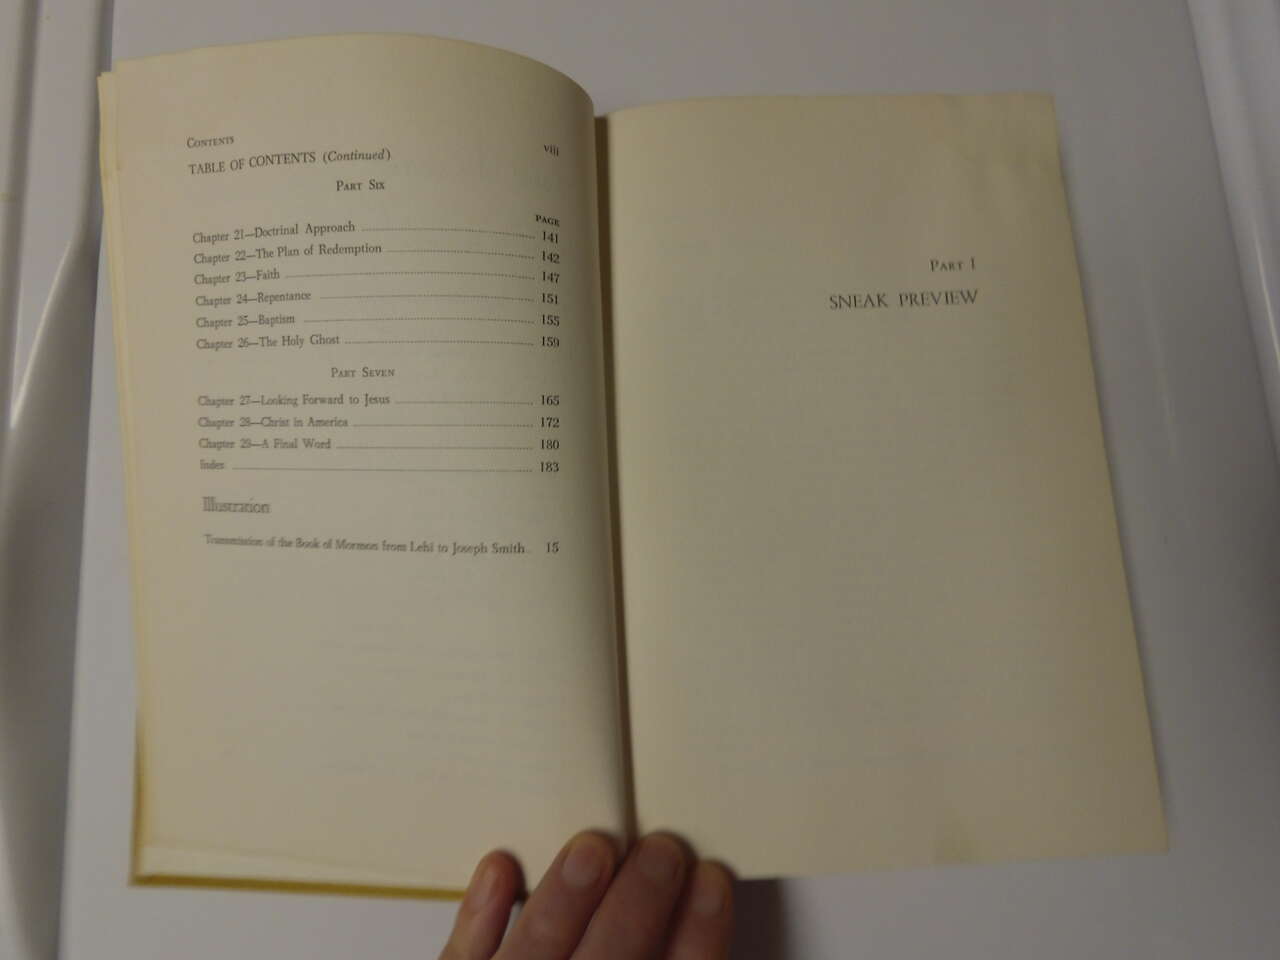 Contents viii
TABLE OF CONTENTS (Continued)
Part Six
PAGE
Chapter 21—Doctrinal Approach 141
Chapter 22—The Plan of Redemption 142
Chapter 23—Faith 147
Chapter 24—Repentance 151
Chapter 25—Baptism 155
Chapter 26—The Holy Ghost 159
Part Seven
Chapter 27—Looking Forward to Jesus 165
Chapter 28—Christ in America 172
Chapter 29—A Final Word 180
Index 183
Illustration
Transmission of the Book of Mormon from Lehi to Joseph Smith 15
Part I
SNEAK PREVIEW